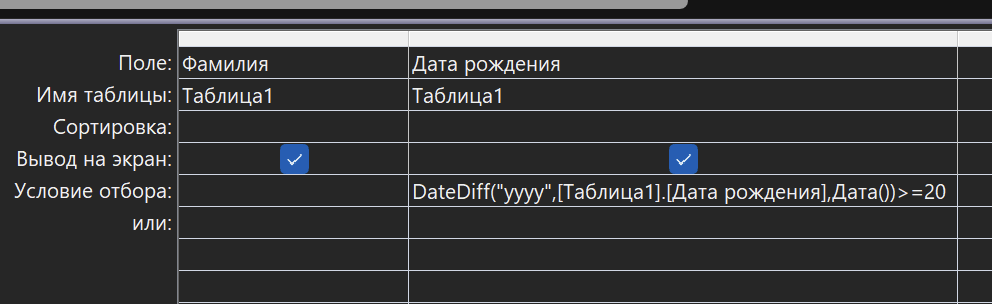 Поле: Фамилия Дата рождения
Имя таблицы: Таблица1 Таблица1
Сортировка:
Вывод на экран:
Условие отбора: DateDiff("yyyy",[Таблица1].[Дата рождения],Дата())>=20
или: